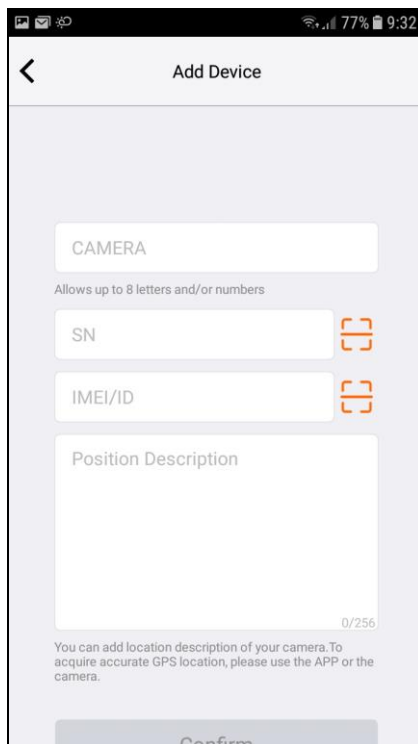 77% 9:32
Add Device
CAMERA
Allows up to 8 letters and/or numbers
SN
IMEI/ID
Position Description
0/256
You can add location description of your camera.To
acquire accurate GPS location, please use the APP or the
camera.
Confirm